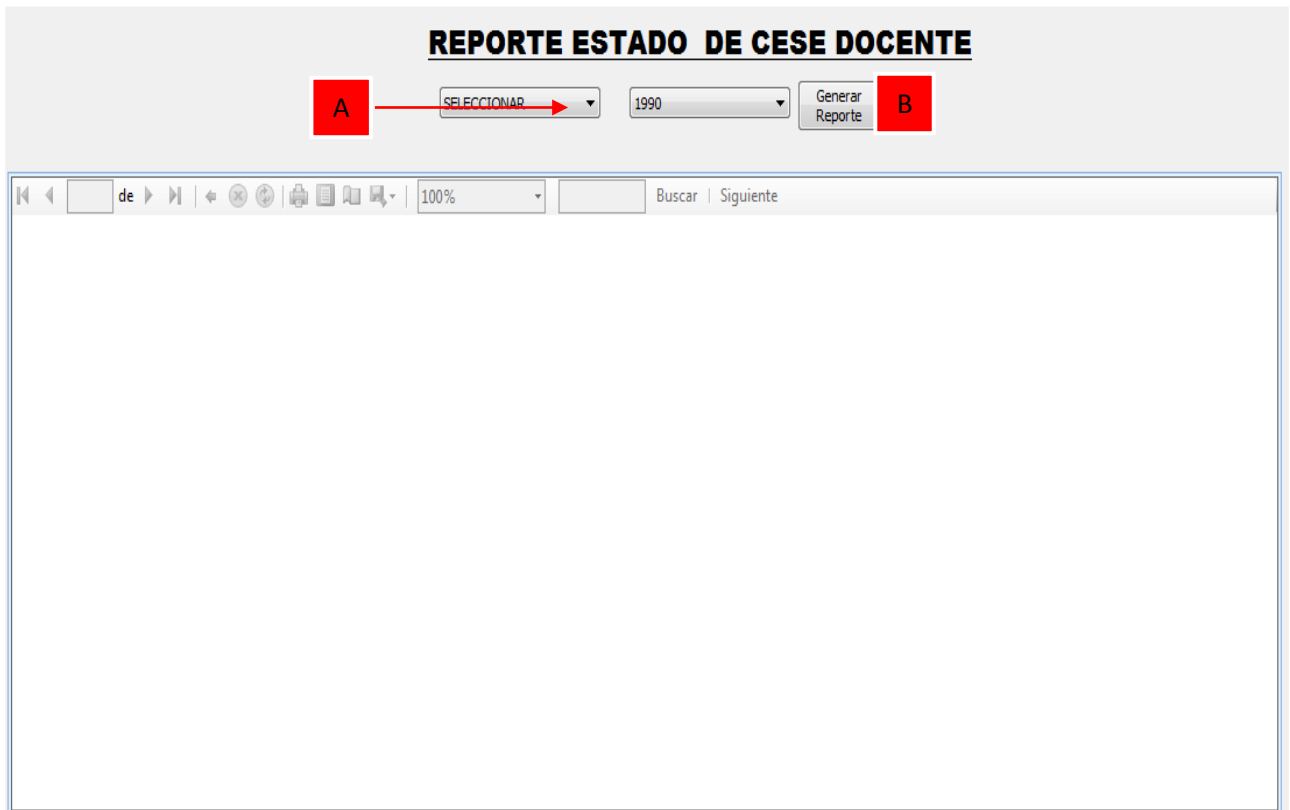 REPORTE ESTADO DE CESE DOCENTE
A SELECCIONAR 1990 Generar B
Reporte
de 100% Buscar | Siguiente